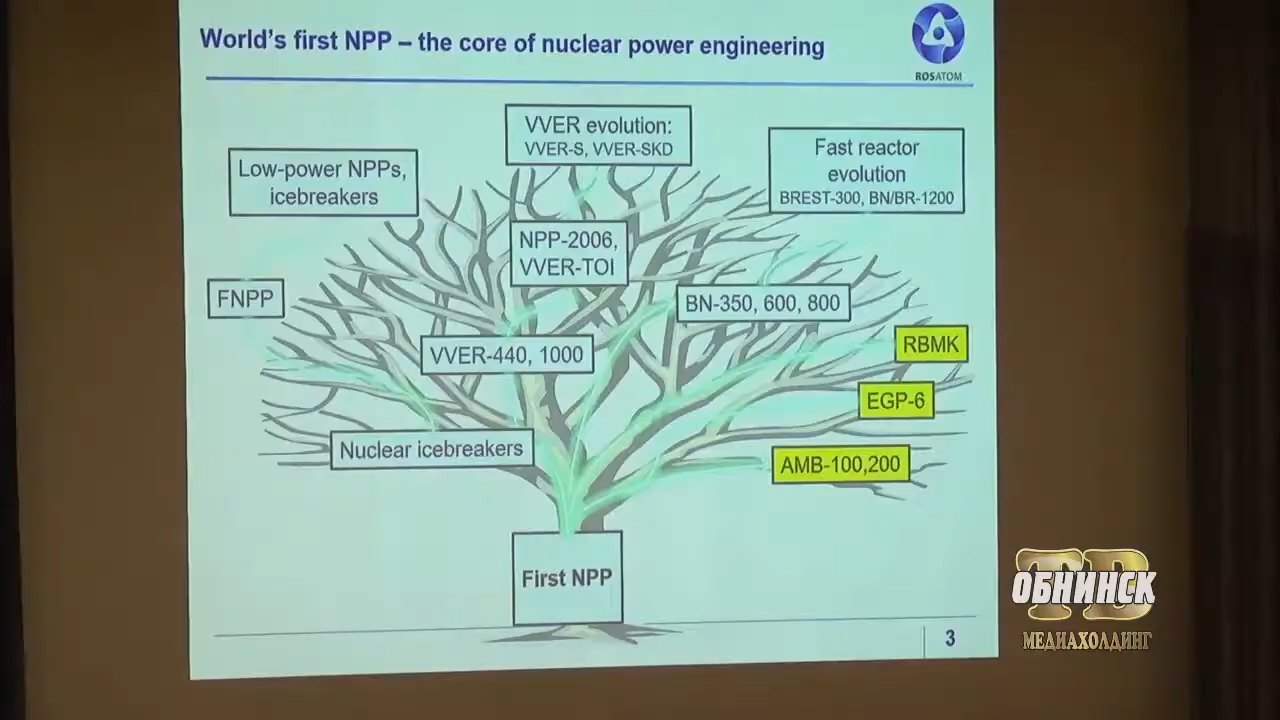 World's first NPP – the core of nuclear power engineering
ROSATOM
VVER evolution:
VVER-S, VVER-SKD
Fast reactor
evolution
BREST-300, BN/BR-1200
Low-power NPPs,
icebreakers
NPP-2006,
VVER-TOI
FNPP
BN-350, 600, 800
RBMK
VVER-440, 1000
EGP-6
Nuclear icebreakers
AMB-100,200
First NPP
3
ТВ
ОБНИНСК
МЕДИАХОЛДИНГ